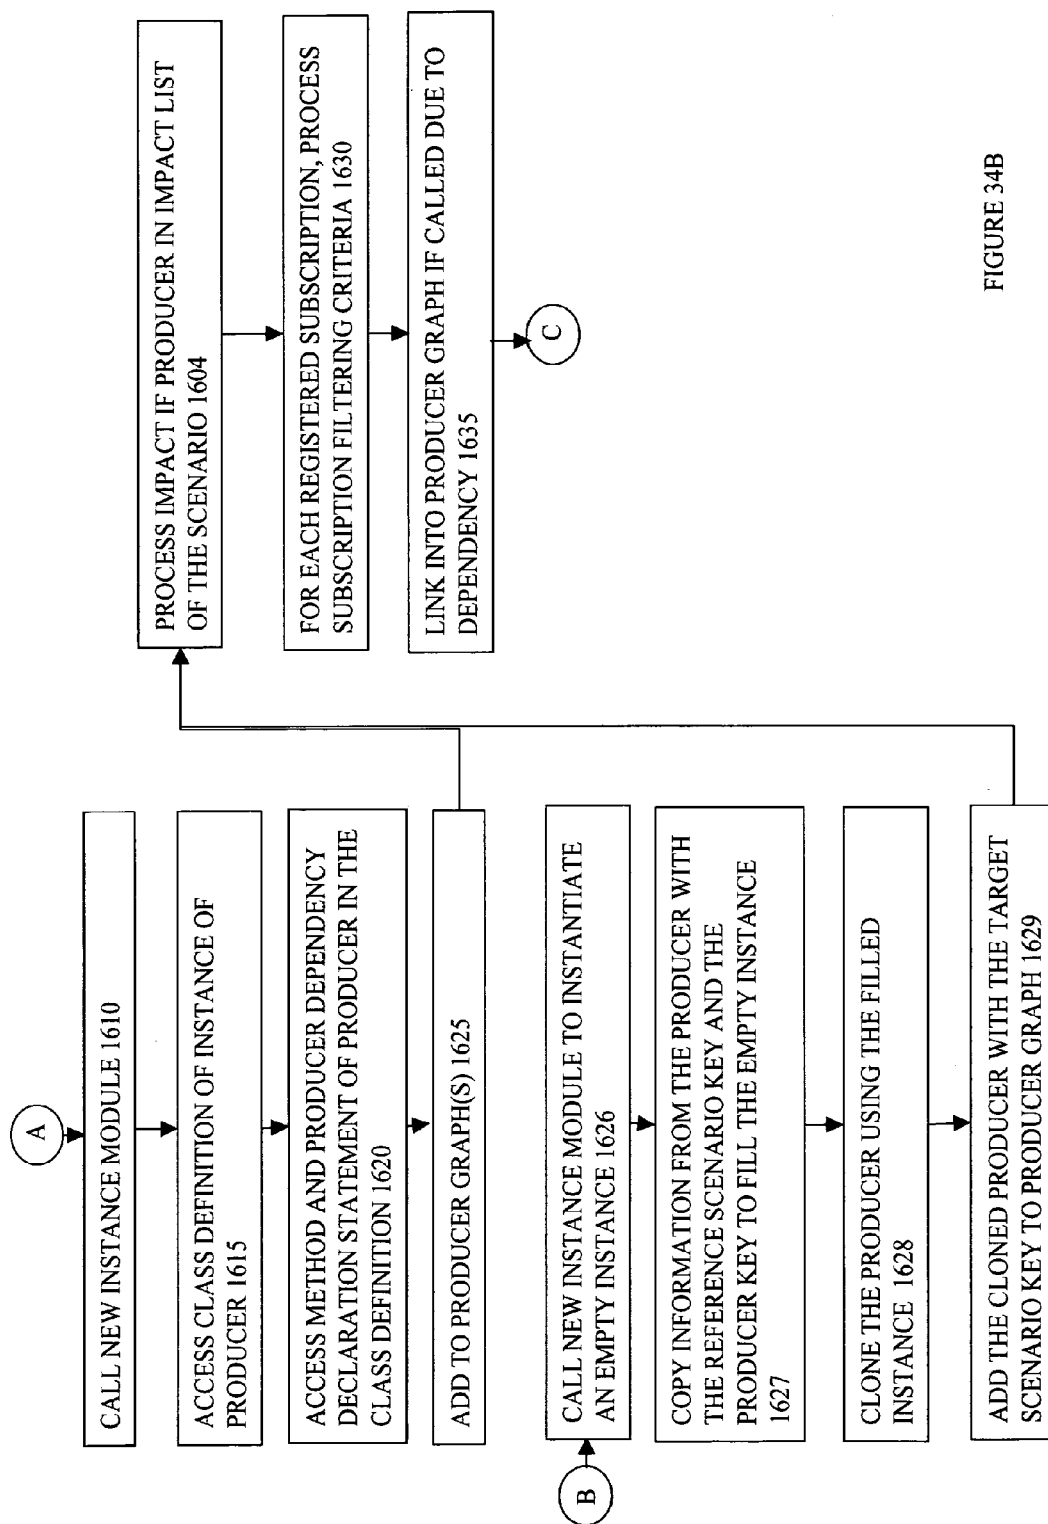 A
CALL NEW INSTANCE MODULE 1610
ACCESS CLASS DEFINITION OF INSTANCE OF
PRODUCER 1615
ACCESS METHOD AND PRODUCER DEPENDENCY
DECLARATION STATEMENT OF PRODUCER IN THE
CLASS DEFINITION 1620
ADD TO PRODUCER GRAPH(S) 1625
B
CALL NEW INSTANCE MODULE TO INSTANTIATE
AN EMPTY INSTANCE 1626
COPY INFORMATION FROM THE PRODUCER WITH
THE REFERENCE SCENARIO KEY AND THE
PRODUCER KEY TO FILL THE EMPTY INSTANCE
1627
CLONE THE PRODUCER USING THE FILLED
INSTANCE 1628
ADD THE CLONED PRODUCER WITH THE TARGET
SCENARIO KEY TO PRODUCER GRAPH 1629
PROCESS IMPACT IF PRODUCER IN IMPACT LIST
OF THE SCENARIO 1604
FOR EACH REGISTERED SUBSCRIPTION, PROCESS
SUBSCRIPTION FILTERING CRITERIA 1630
LINK INTO PRODUCER GRAPH IF CALLED DUE TO
DEPENDENCY 1635
C
FIGURE 34B